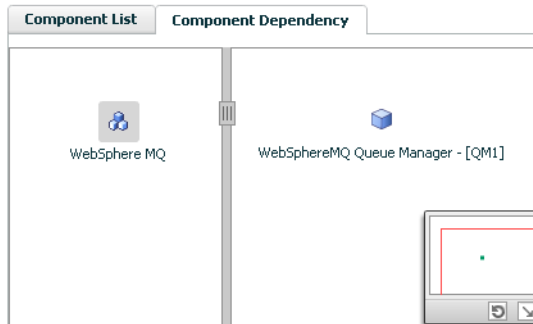 Component List
Component Dependency
WebSphere MQ
WebSphereMQ Queue Manager - [QM1]